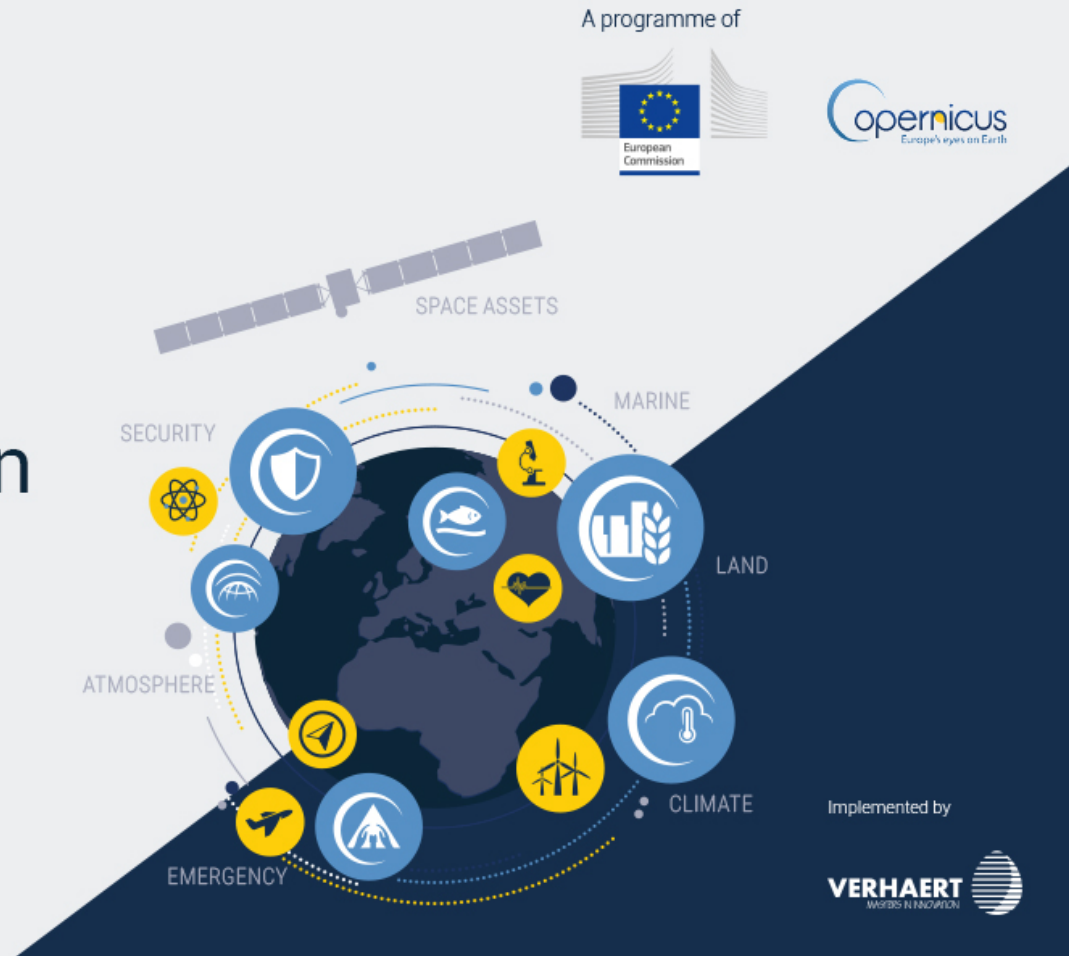 A programme of
European
Commission
Copernicus
Europe's eyes on Earth
SPACE ASSETS
MARINE
SECURITY
n
LAND
ATMOSPHERE
CLIMATE
Implemented by
EMERGENCY
VERHAERT
MASTERS IN INNOVATION